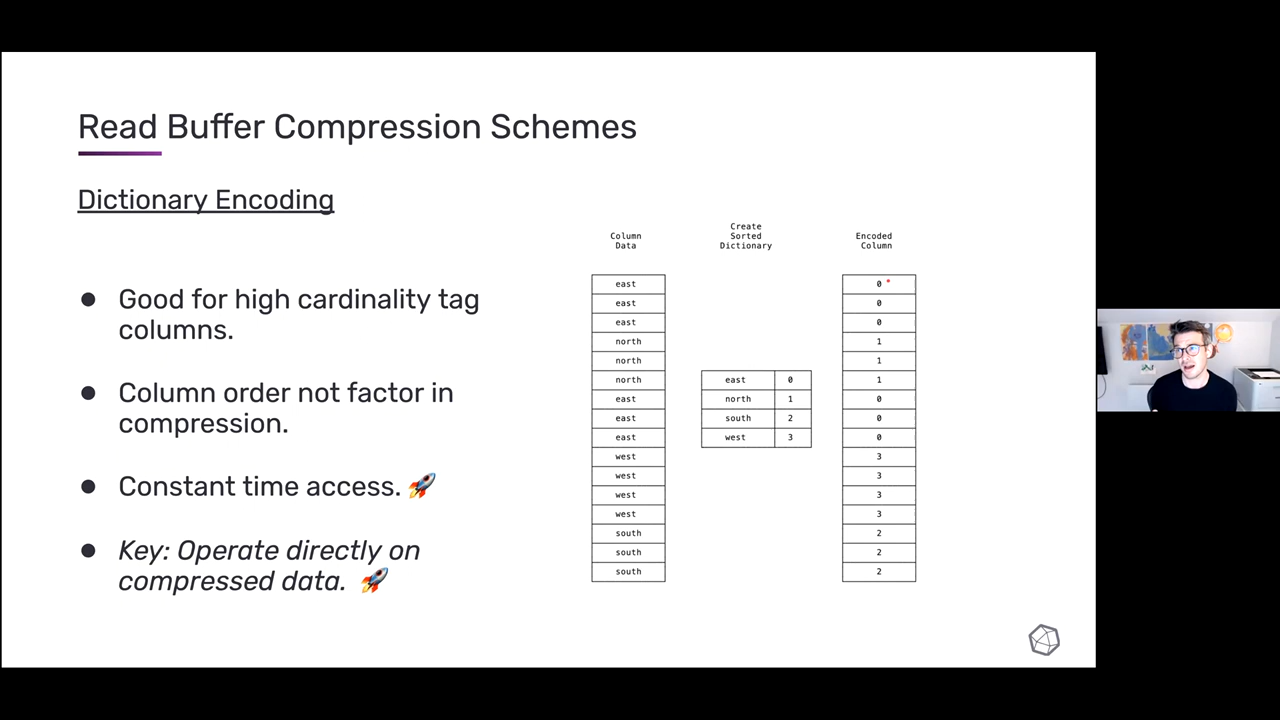 Read Buffer Compression Schemes
Dictionary Encoding
● Good for high cardinality tag
columns.
● Column order not factor in
compression.
● Constant time access. 🚀
● Key: Operate directly on
compressed data. 🚀
Column
Data
east
east
east
north
north
north
east
east
east
west
west
west
west
south
south
south
Create
Sorted
Dictionary
east 0
north 1
south 2
west 3
Encoded
Column
0
0
0
1
1
1
0
0
0
3
3
3
3
2
2
2